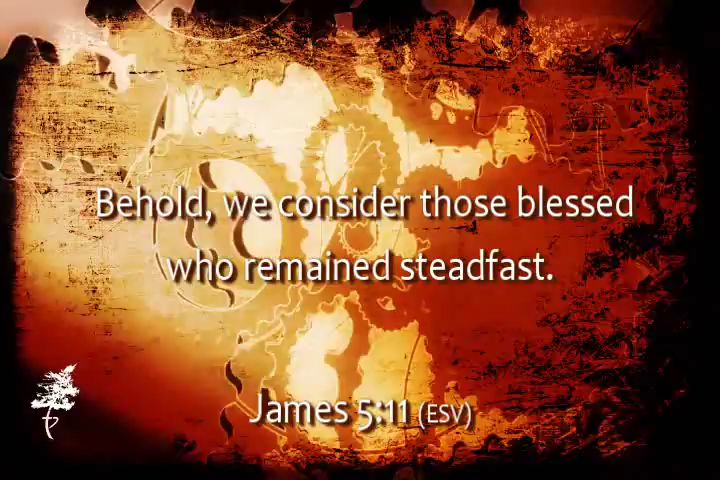 Behold, we consider those blessed
who remained steadfast.
James 5:11 (ESV)